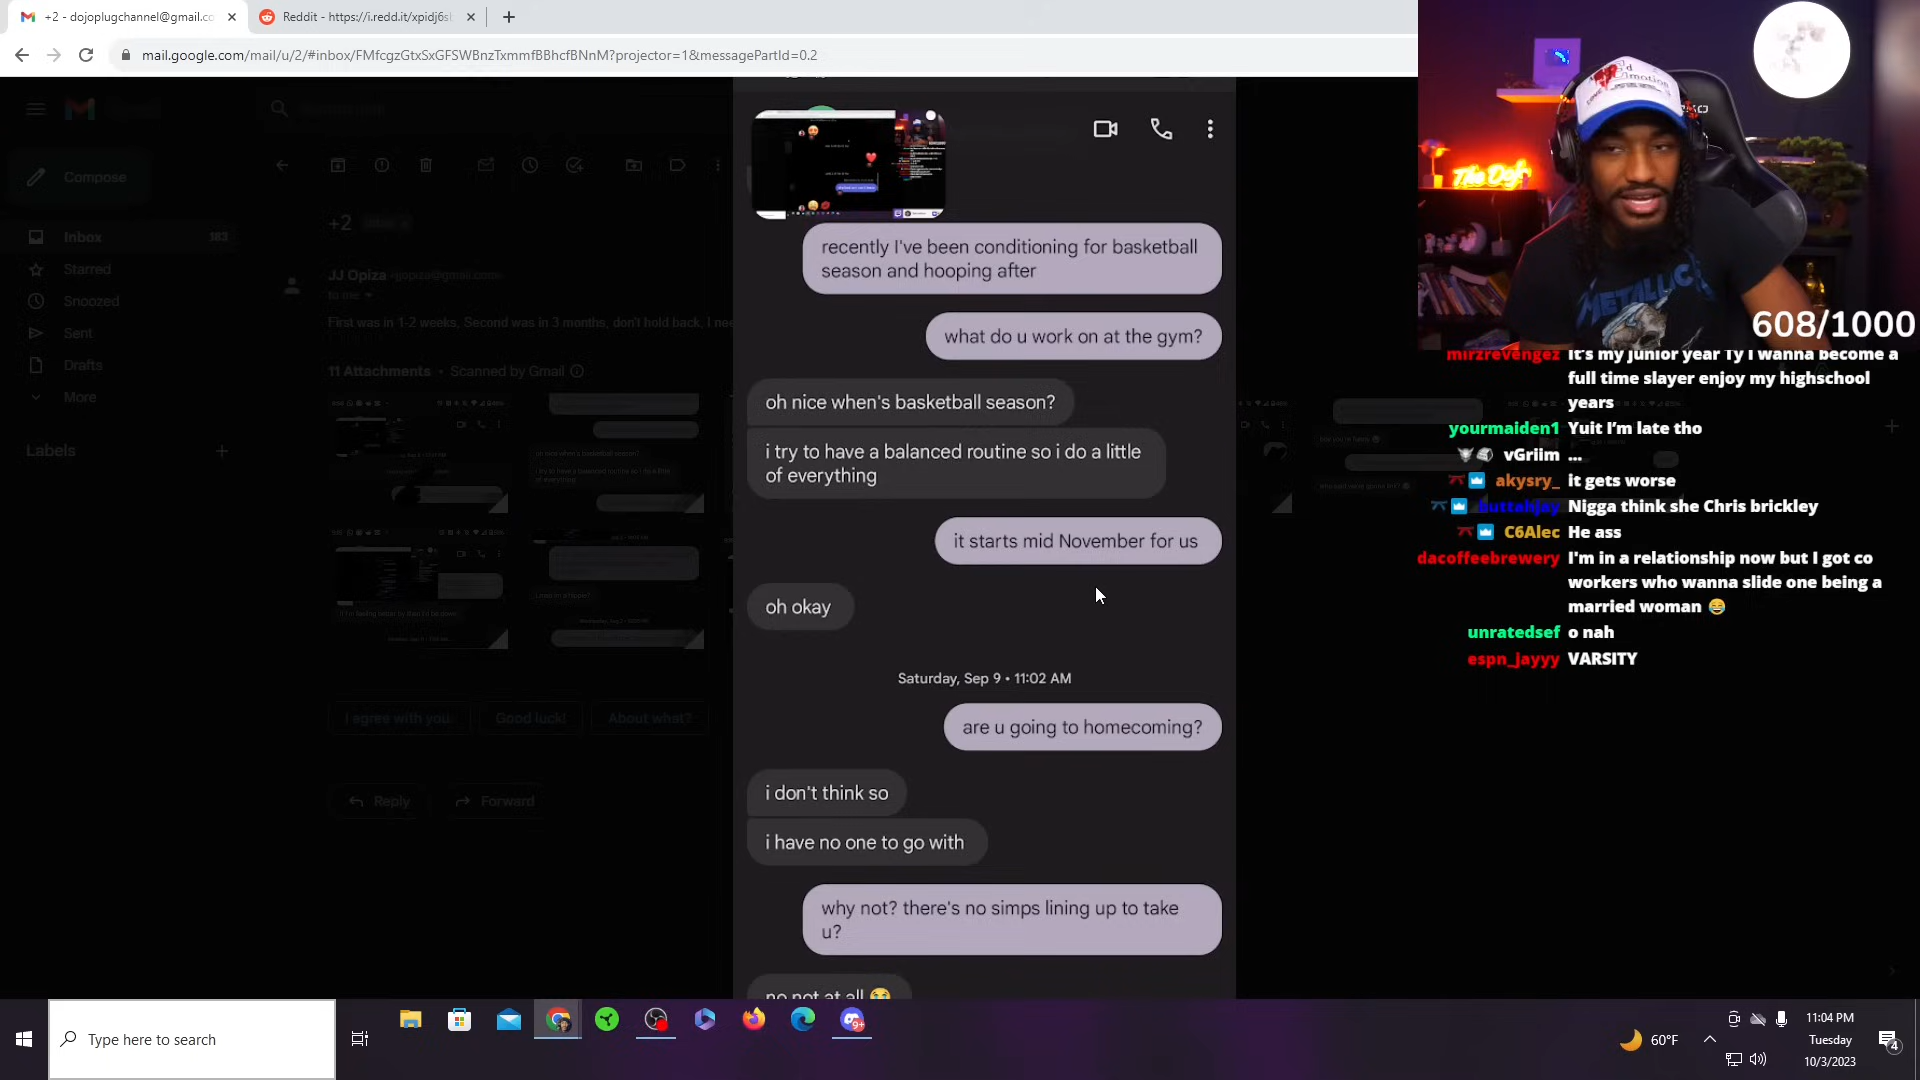 +2 - dojoplugchannel@gmail.co
Reddit - https://i.redd.it/xpidj6s
mail.google.com/mail/u/2/#inbox/FMfcgzGtxSxGFSWBnzTxmmfBBhcfBNnM?projector=1&messagePartId=0.2
Compose
Inbox 383
Starred
Snoozed
Sent
Drafts
More
Labels
+2
JJ Opiza
to me
First was in 1-2 weeks, Second was in 3 months, don't hold back. I nee
11 Attachments • Scanned by Gmail
I agree with you.
Good luck!
About what?
Reply
Forward
recently I've been conditioning for basketball
season and hooping after
what do u work on at the gym?
oh nice when's basketball season?
i try to have a balanced routine so i do a little
of everything
it starts mid November for us
oh okay
Saturday, Sep 9 • 11:02 AM
are u going to homecoming?
i don't think so
i have no one to go with
why not? there's no simps lining up to take
u?
no not at all 😭
The Dojo
METALLICA
608/1000
mirzrevengez It's my junior year Ty I wanna become a
full time slayer enjoy my highschool
years
yourmaiden1 Yuit I'm late tho
vGriim ...
akysry_ it gets worse
buttahjay Nigga think she Chris brickley
C6Alec He ass
dacoffeebrewery I'm in a relationship now but I got co
workers who wanna slide one being a
married woman 😂
unratedsef o nah
espn_jayyy VARSITY
Type here to search
9+
60°F
11:04 PM
Tuesday
10/3/2023
4